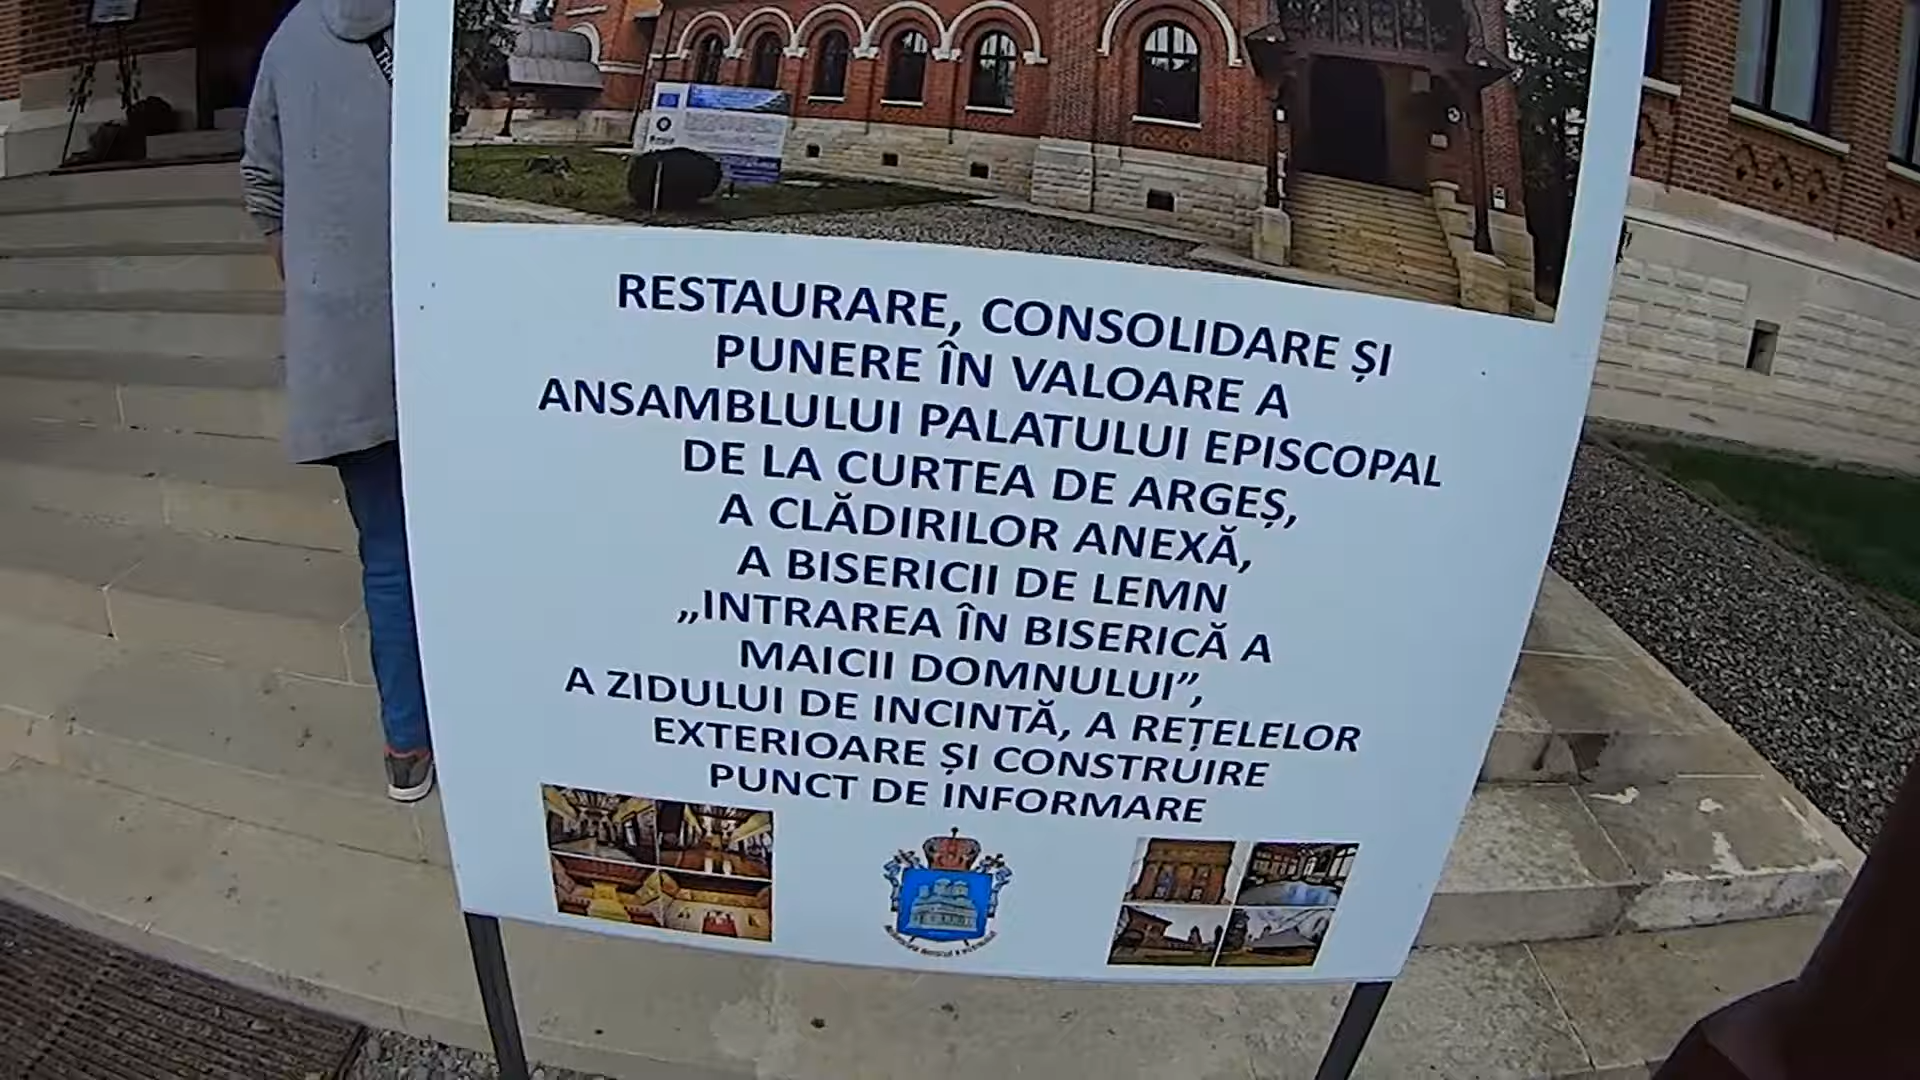 RESTAURARE, CONSOLIDARE ȘI
PUNERE ÎN VALOARE A
ANSAMBLULUI PALATULUI EPISCOPAL
DE LA CURTEA DE ARGEȘ,
A CLĂDIRILOR ANEXĂ,
A BISERICII DE LEMN
„INTRAREA ÎN BISERICĂ A
MAICII DOMNULUI”,
A ZIDULUI DE INCINTĂ, A REȚELELOR
EXTERIOARE ȘI CONSTRUIRE
PUNCT DE INFORMARE